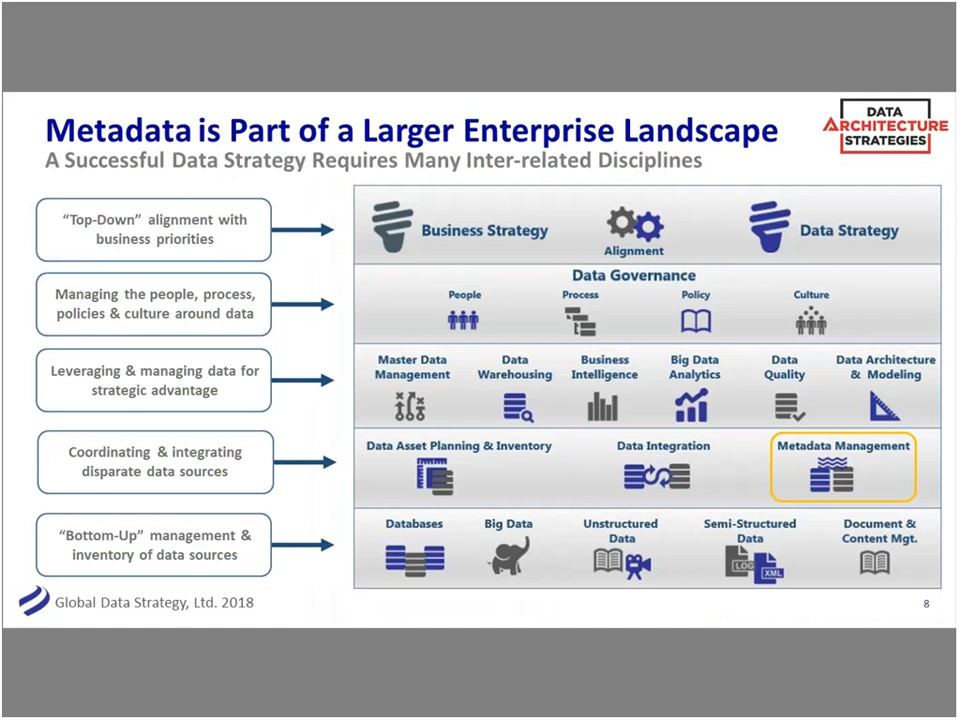 Metadata is Part of a Larger Enterprise Landscape
A Successful Data Strategy Requires Many Inter-related Disciplines
DATA
ARCHITECTURE
STRATEGIES
“Top-Down” alignment with
business priorities
Business Strategy
Alignment
Data Strategy
Managing the people, process,
policies & culture around data
Data Governance
People
Process
Policy
Culture
Leveraging & managing data for
strategic advantage
Master Data
Management
Data
Warehousing
Business
Intelligence
Big Data
Analytics
Data
Quality
Data Architecture
& Modeling
Coordinating & integrating
disparate data sources
Data Asset Planning & Inventory
Data Integration
Metadata Management
“Bottom-Up” management &
inventory of data sources
Databases
Big Data
Unstructured
Data
Semi-Structured
Data
LOG
XML
Document &
Content Mgt.
Global Data Strategy, Ltd. 2018
8